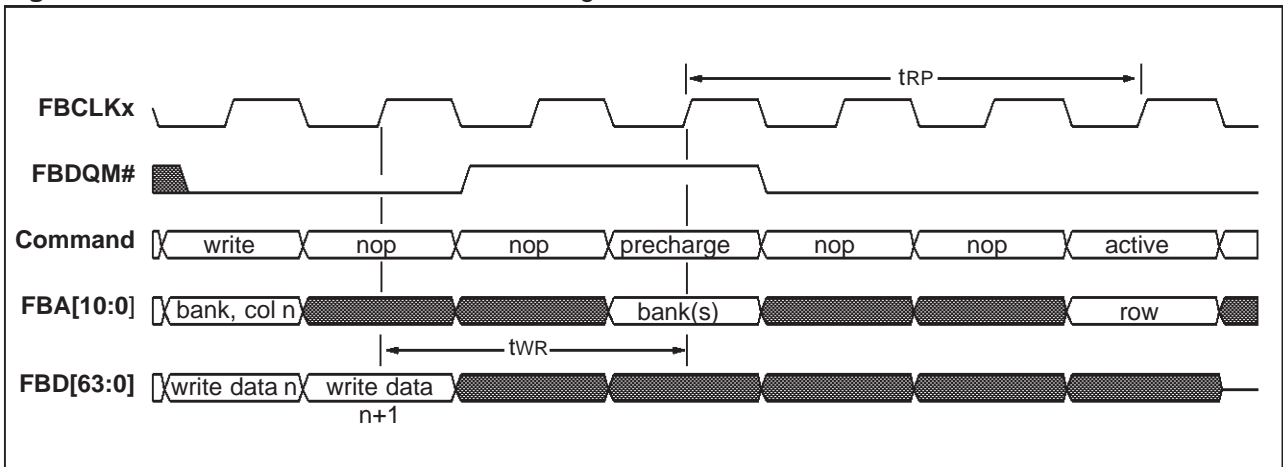 tRP
FBCLKx
FBDQM#
Command write nop nop precharge nop nop active
FBA[10:0] bank, col n bank(s) row
tWR
FBD[63:0] write data n write data
n+1